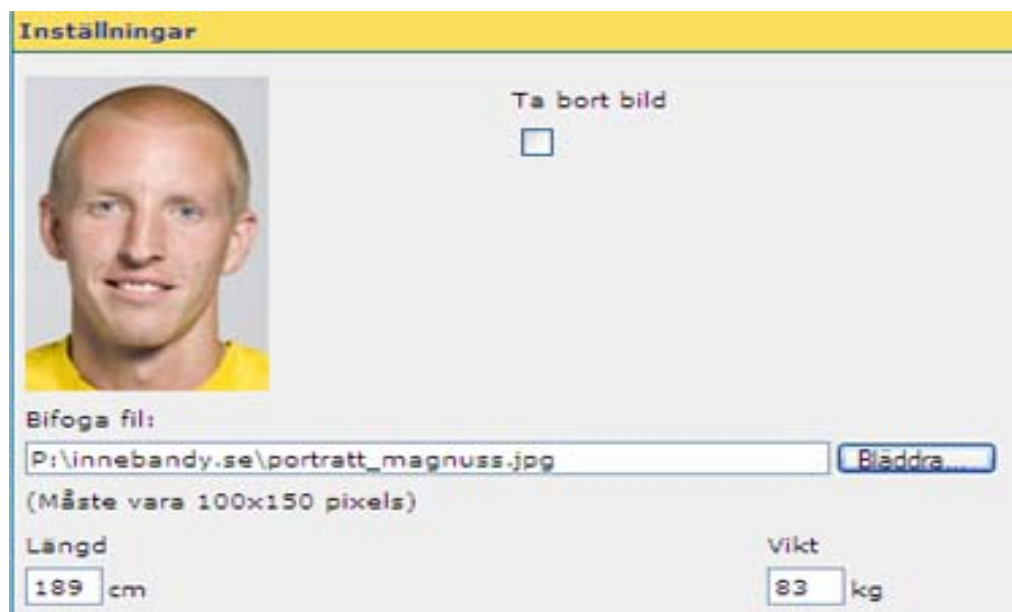 Inställningar
Ta bort bild
Bifoga fil:
P:\innebandy.se\portratt_magnuss.jpg Bläddra...
(Måste vara 100x150 pixels)
Längd Vikt
189 cm 83 kg